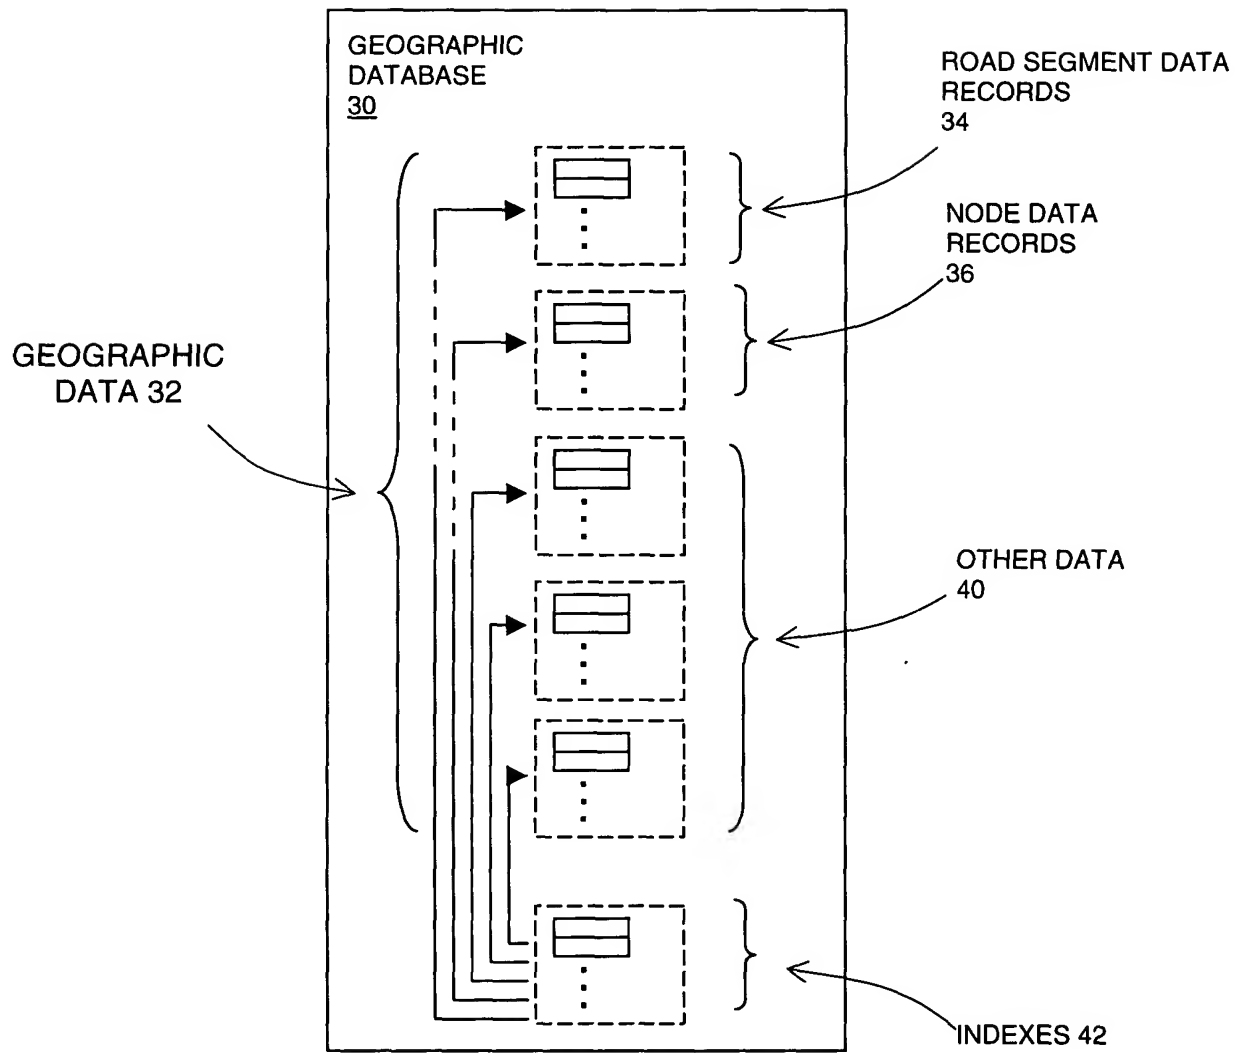 GEOGRAPHIC
DATABASE
30
ROAD SEGMENT DATA
RECORDS
34
NODE DATA
RECORDS
36
GEOGRAPHIC
DATA 32
OTHER DATA
40
INDEXES 42